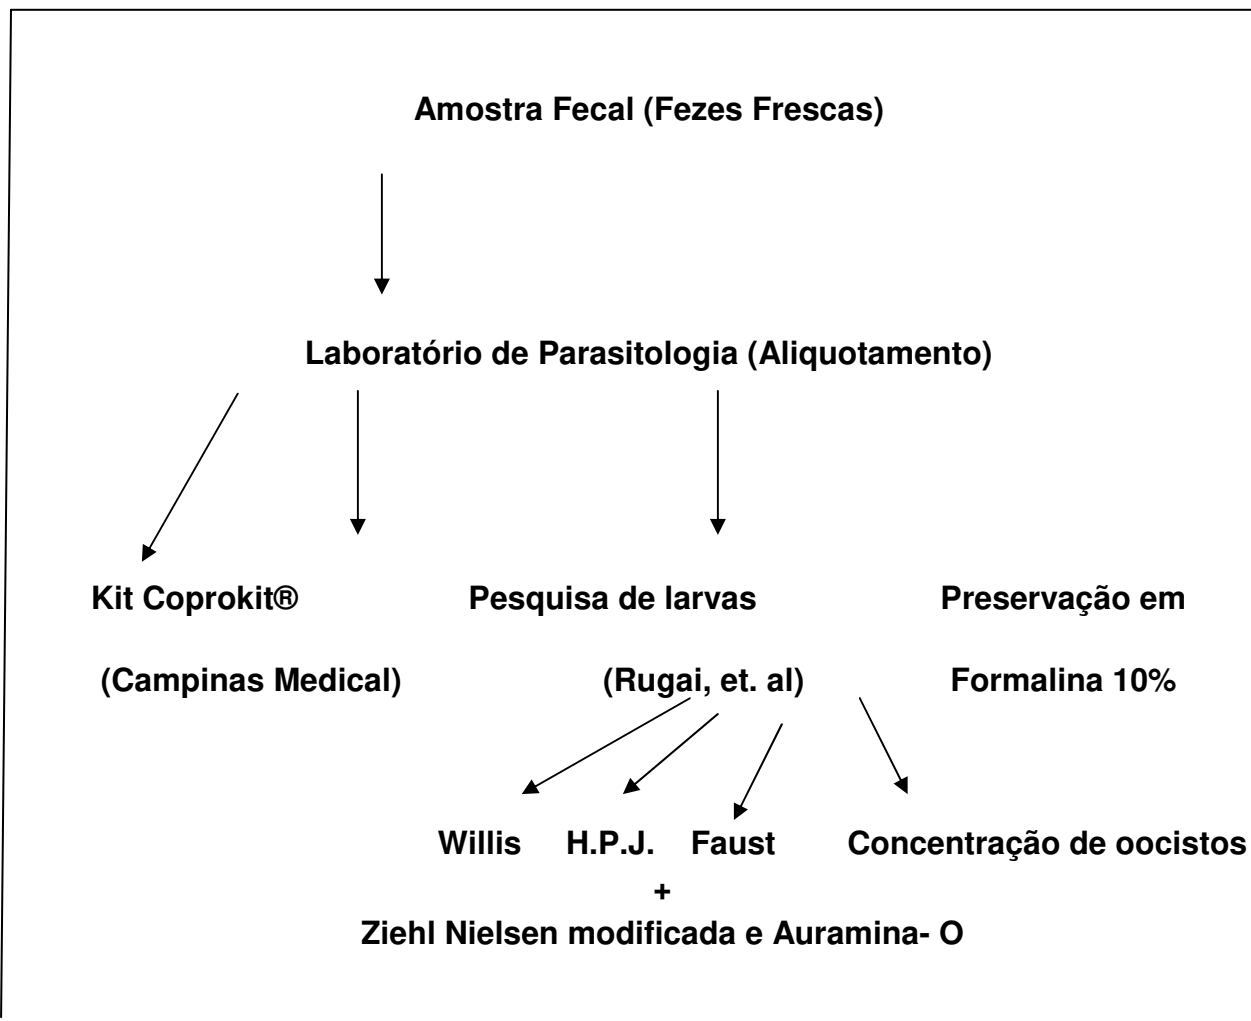 Amostra Fecal (Fezes Frescas)
Laboratório de Parasitologia (Aliquotamento)
Kit Coprokit® Pesquisa de larvas Preservação em
(Campinas Medical) (Rugai, et. al) Formalina 10%
Willis H.P.J. Faust Concentração de oocistos
+
Ziehl Nielsen modificada e Auramina- O